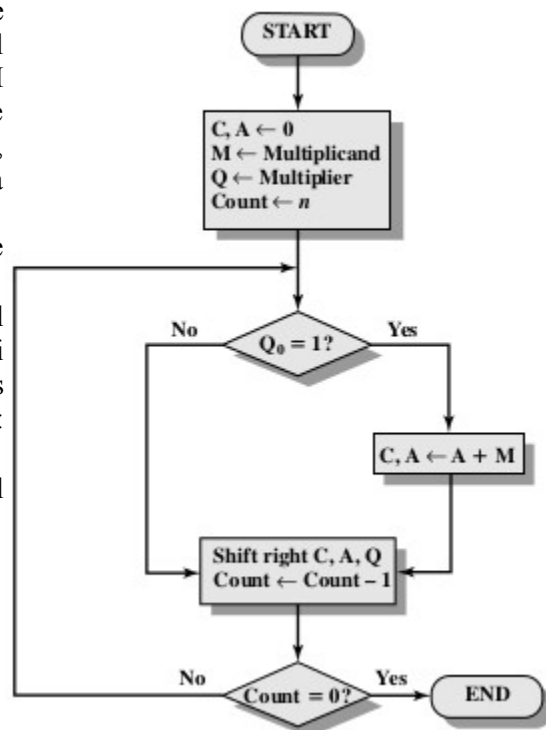 START
C, A ← 0
M ← Multiplicand
Q ← Multiplier
Count ← n
No
Q₀ = 1?
Yes
C, A ← A + M
Shift right C, A, Q
Count ← Count – 1
No
Count = 0?
Yes
END